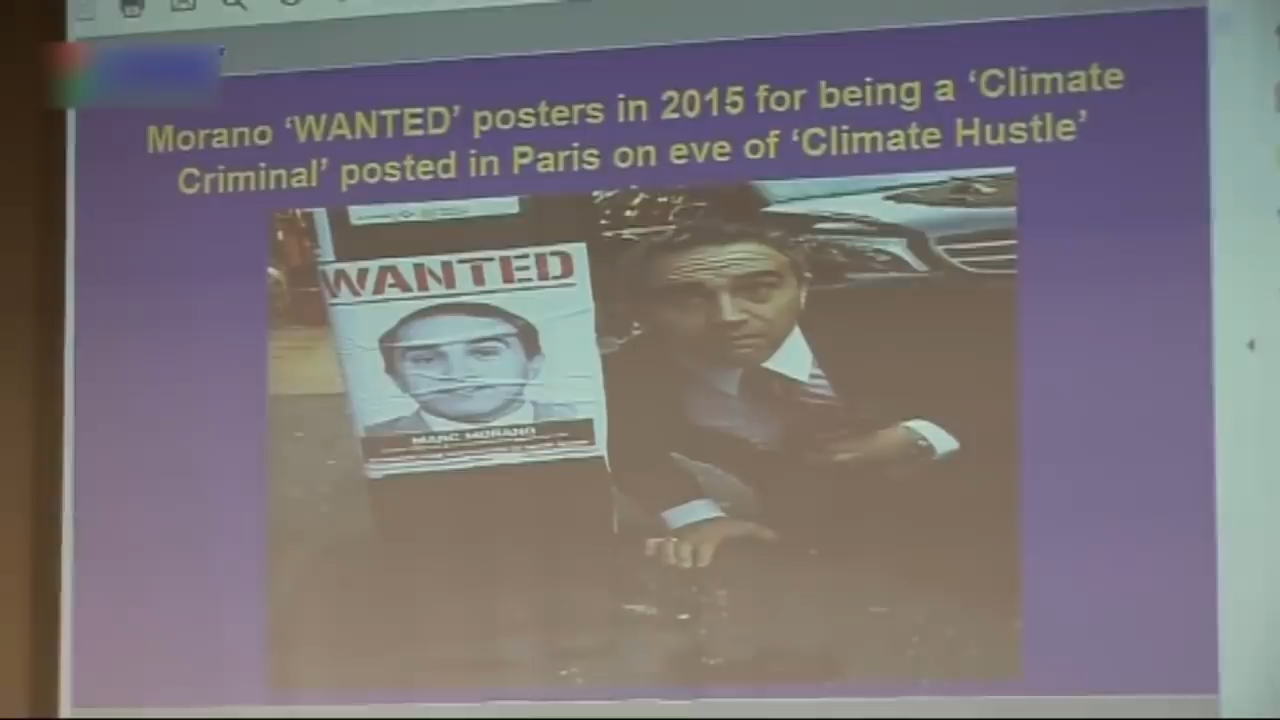 Morano ‘WANTED’ posters in 2015 for being a ‘Climate
Criminal’ posted in Paris on eve of ‘Climate Hustle’
WANTED
MARC MORANO